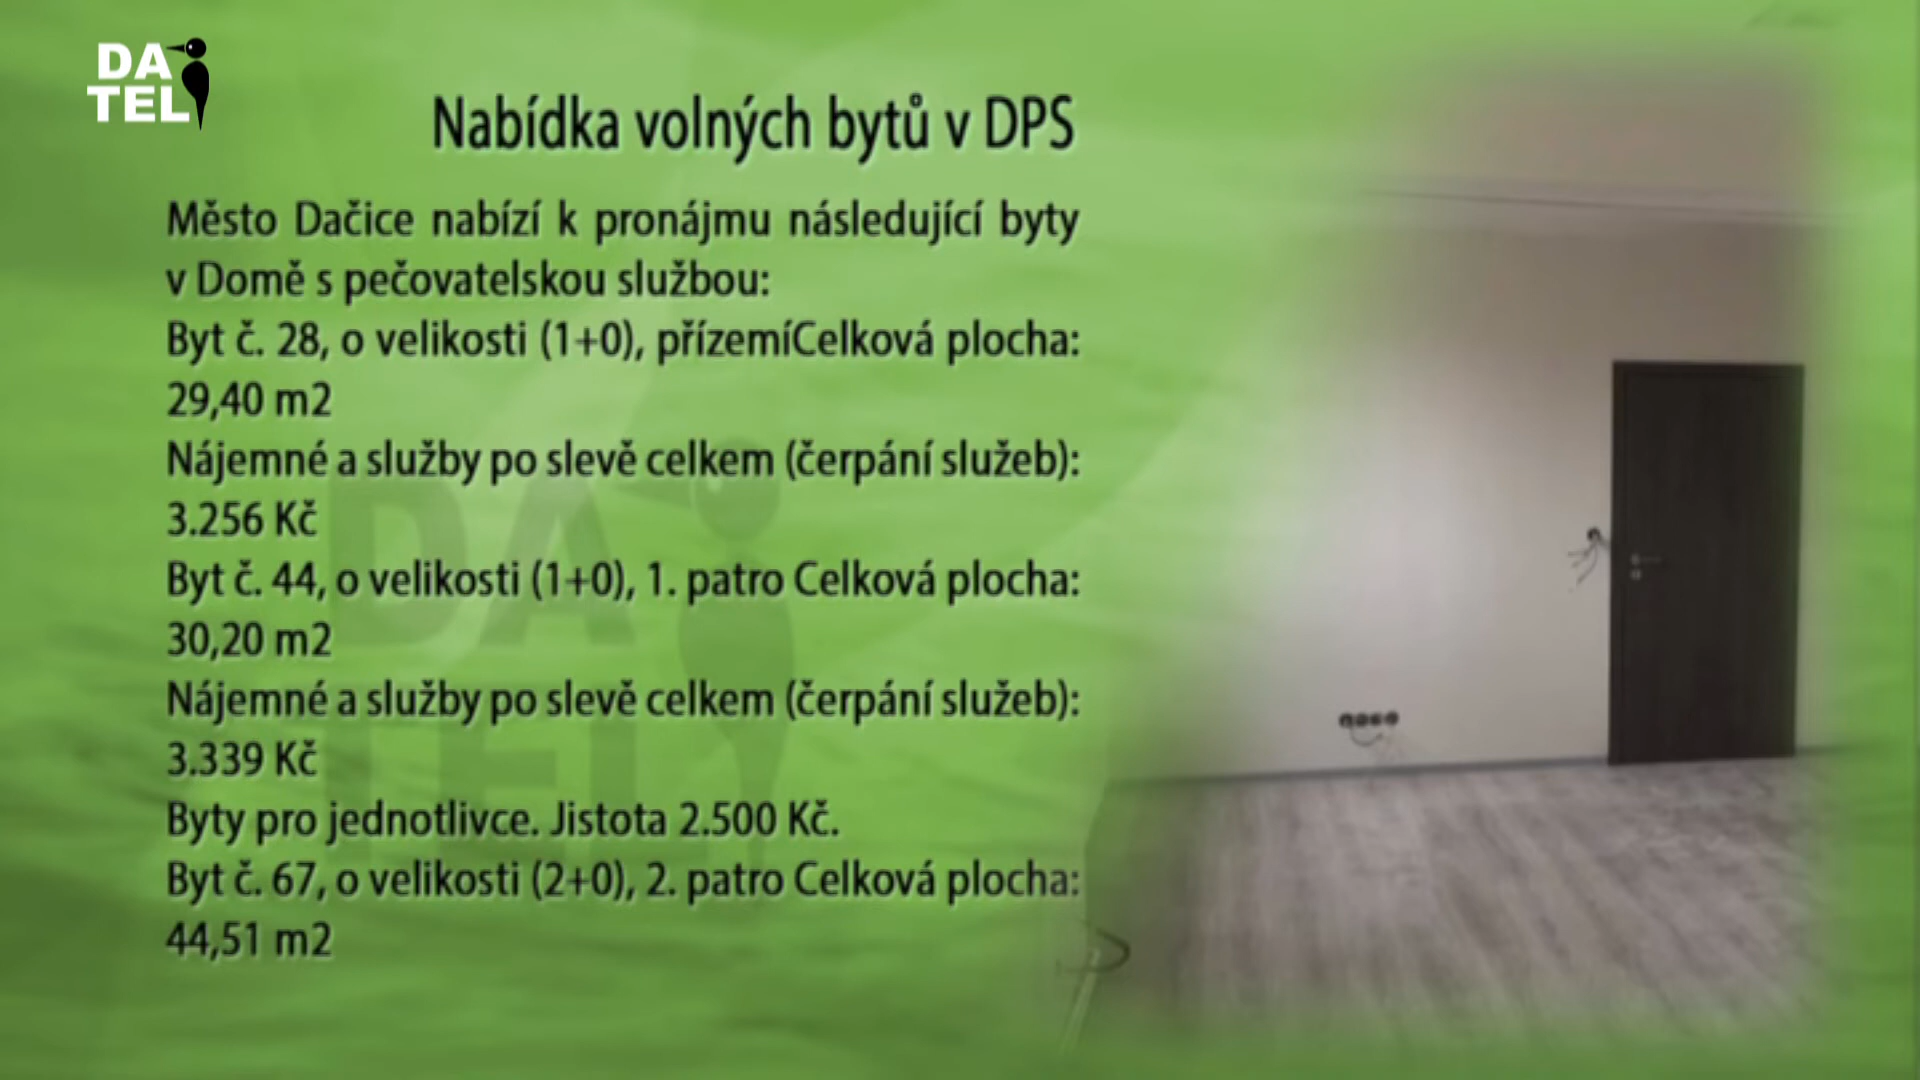 DA
TEL
Nabídka volných bytů v DPS
Město Dačice nabízí k pronájmu následující byty
v Domě s pečovatelskou službou:
Byt č. 28, o velikosti (1+0), přízemíCelková plocha:
29,40 m2
Nájemné a služby po slevě celkem (čerpání služeb):
3.256 Kč
Byt č. 44, o velikosti (1+0), 1. patro Celková plocha:
30,20 m2
Nájemné a služby po slevě celkem (čerpání služeb):
3.339 Kč
Byty pro jednotlivce. Jistota 2.500 Kč.
Byt č. 67, o velikosti (2+0), 2. patro Celková plocha:
44,51 m2